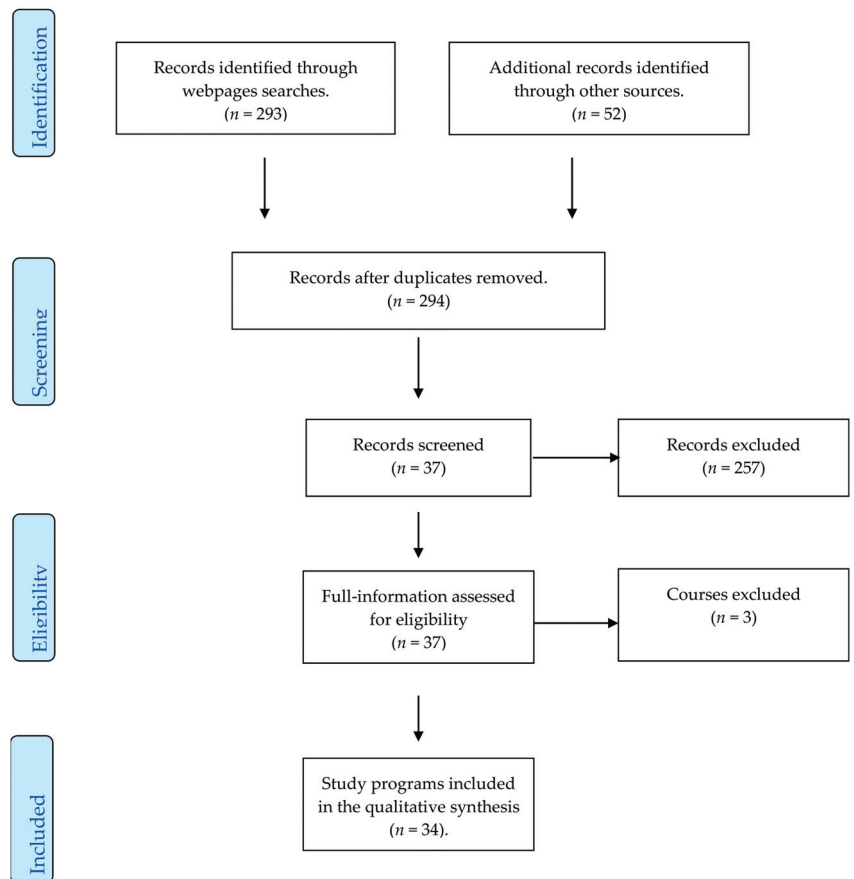 Identification
Records identified through
webpages searches.
(n = 293)
Additional records identified
through other sources.
(n = 52)
Screening
Records after duplicates removed.
(n = 294)
Records screened
(n = 37)
Records excluded
(n = 257)
Eligibility
Full-information assessed
for eligibility
(n = 37)
Courses excluded
(n = 3)
Included
Study programs included
in the qualitative synthesis
(n = 34).